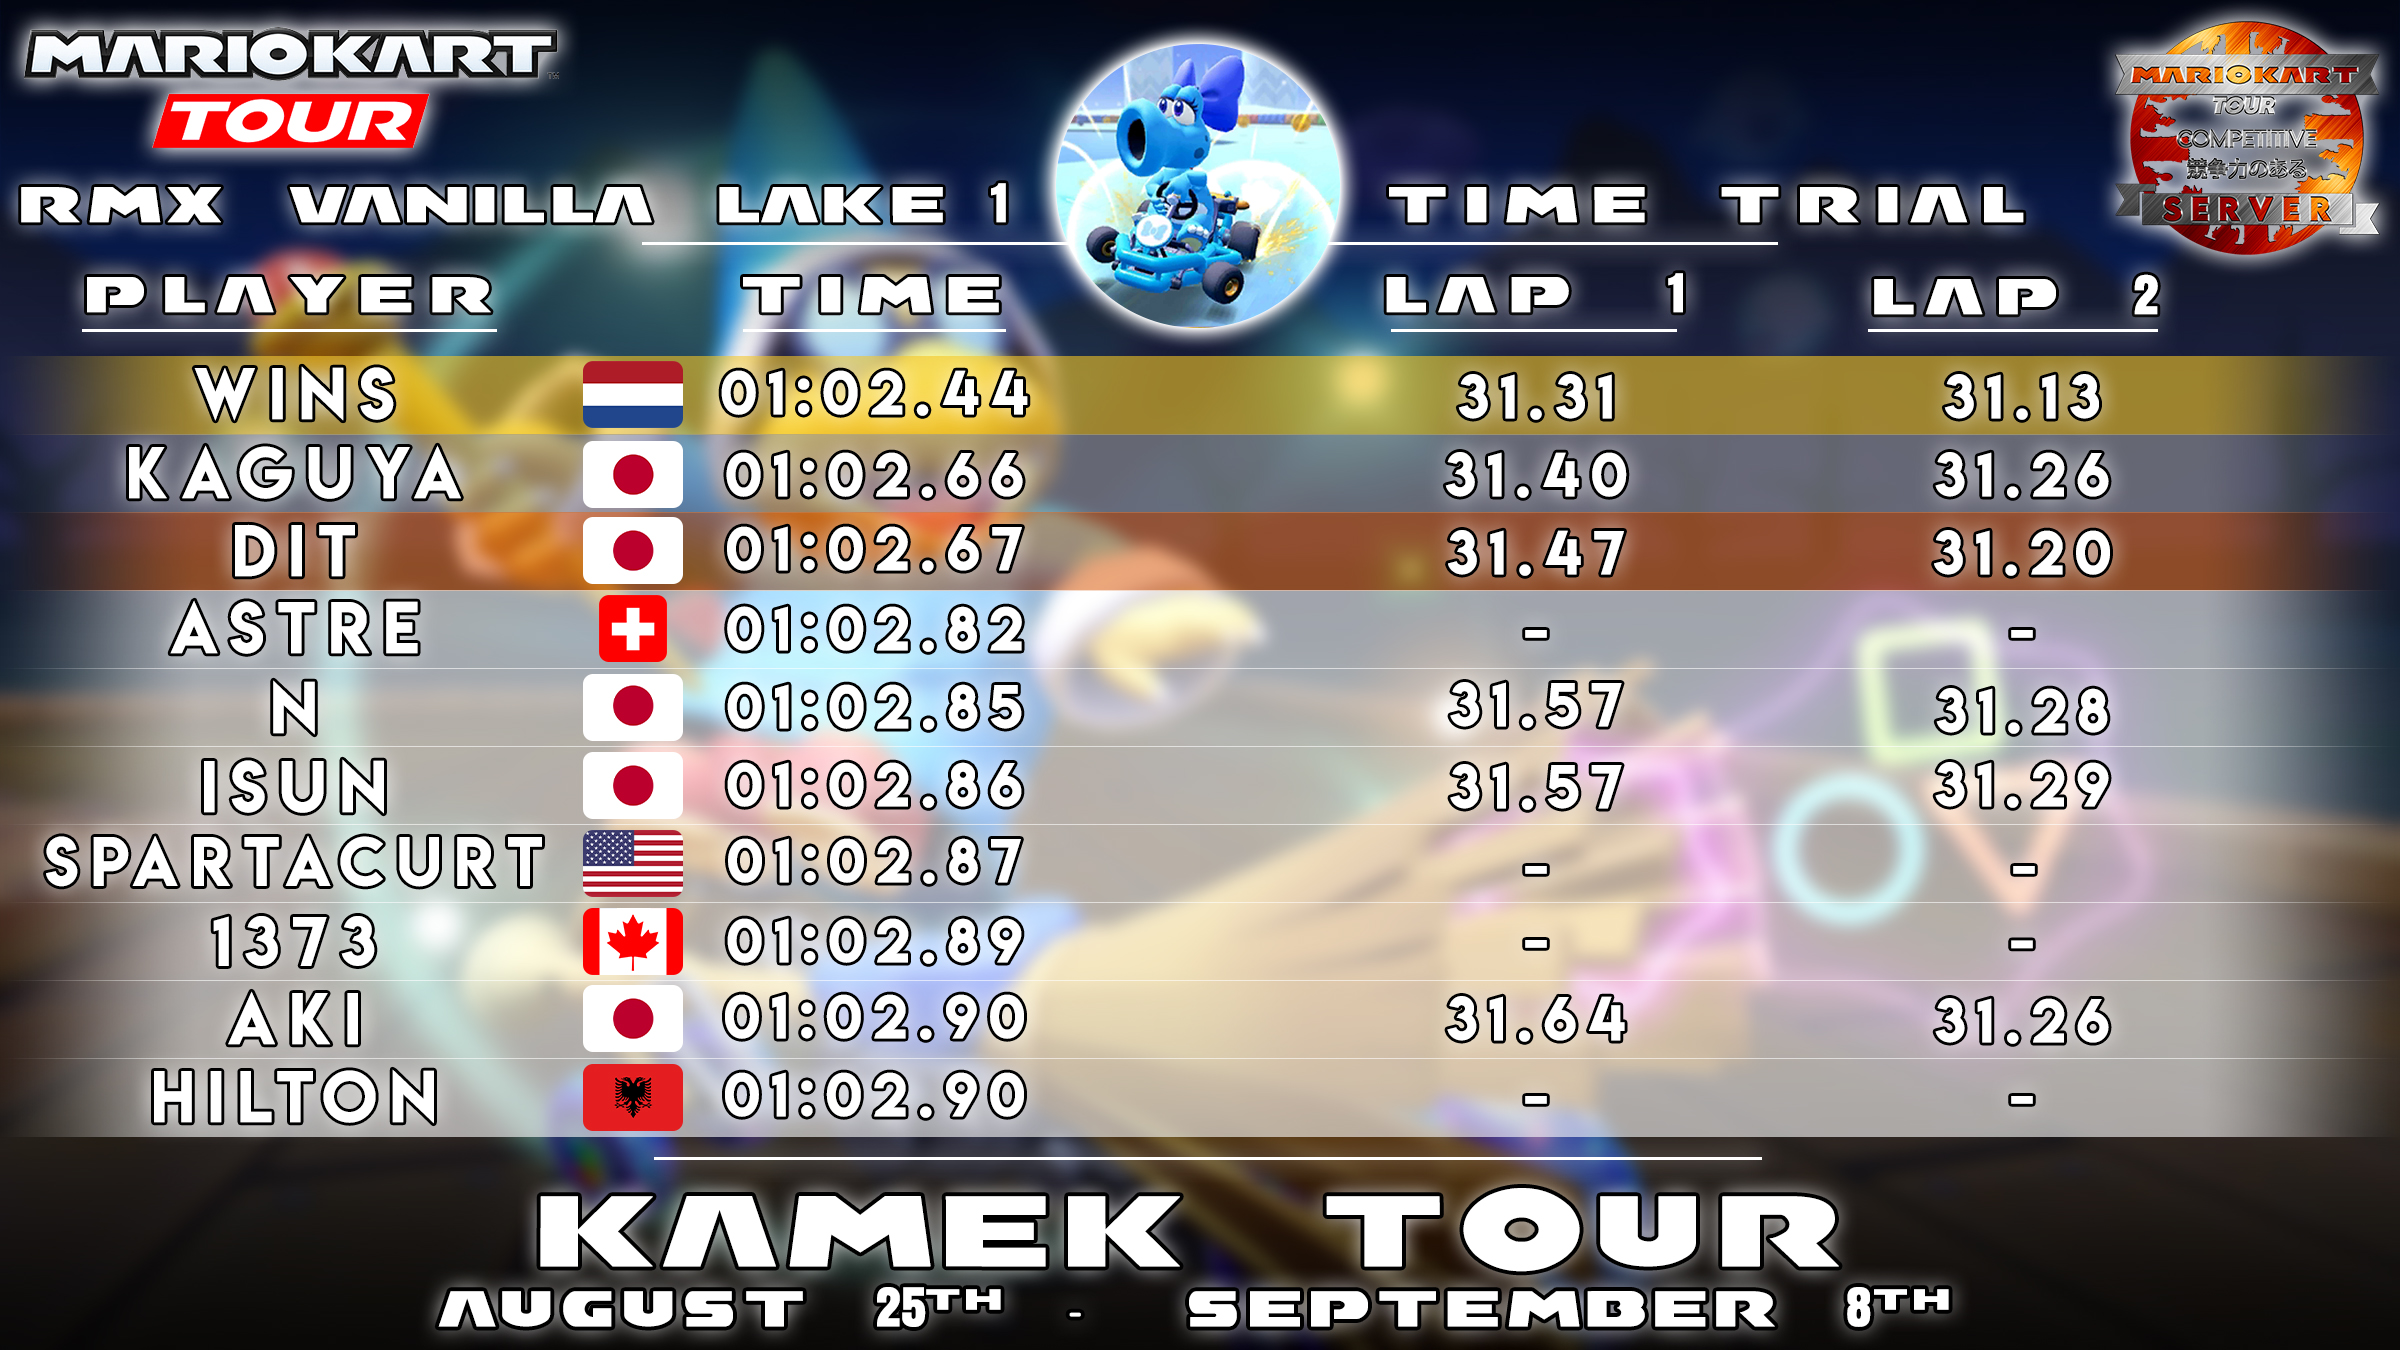 MARIOKART™
TOUR
MARIOKART
TOUR
COMPETITIVE
競争力のある
SERVER
RMX VANILLA LAKE 1 TIME TRIAL
PLAYER TIME LAP 1 LAP 2
WINS 01:02.44 31.31 31.13
KAGUYA 01:02.66 31.40 31.26
DIT 01:02.67 31.47 31.20
ASTRE 01:02.82 - -
N 01:02.85 31.57 31.28
ISUN 01:02.86 31.57 31.29
SPARTACURT 01:02.87 - -
1373 01:02.89 - -
AKI 01:02.90 31.64 31.26
HILTON 01:02.90 - -
KAMEK TOUR
AUGUST 25TH - SEPTEMBER 8TH